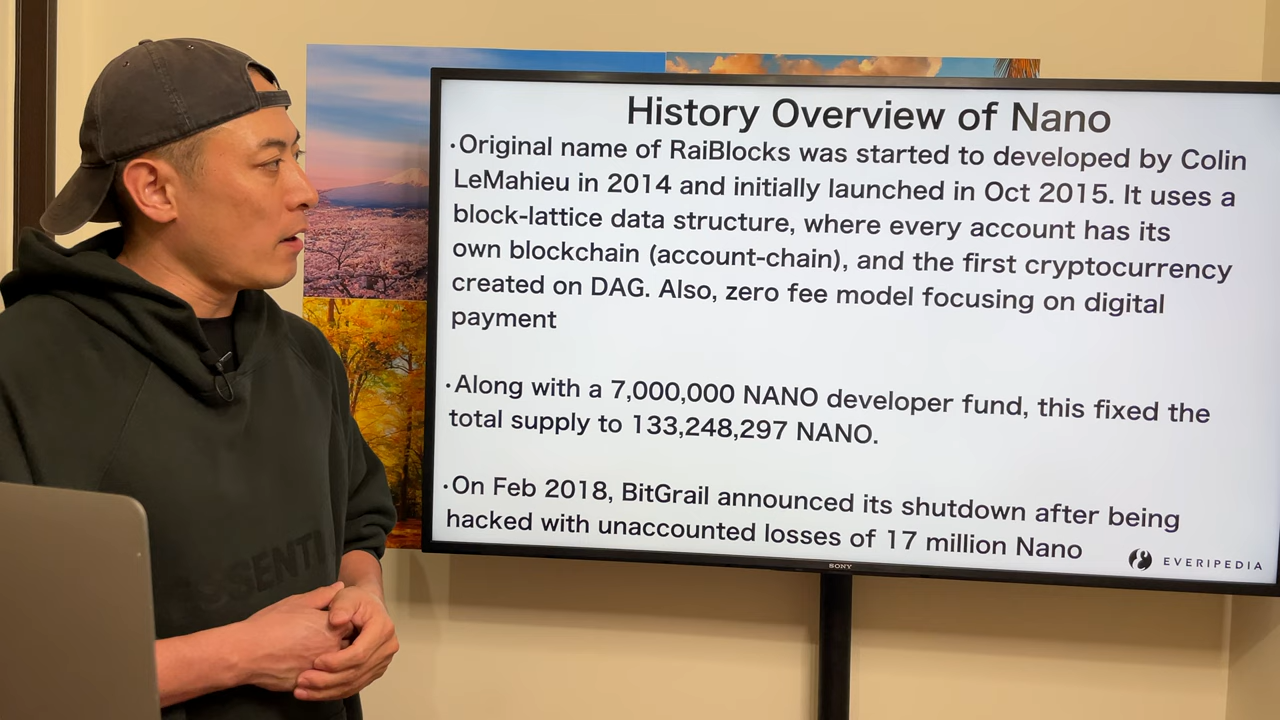 History Overview of Nano
・Original name of RaiBlocks was started to developed by Colin
LeMahieu in 2014 and initially launched in Oct 2015. It uses a
block-lattice data structure, where every account has its
own blockchain (account-chain), and the first cryptocurrency
created on DAG. Also, zero fee model focusing on digital
payment
・Along with a 7,000,000 NANO developer fund, this fixed the
total supply to 133,248,297 NANO.
・On Feb 2018, BitGrail announced its shutdown after being
hacked with unaccounted losses of 17 million Nano
EVERIPEDIA
SONY
SSENTI